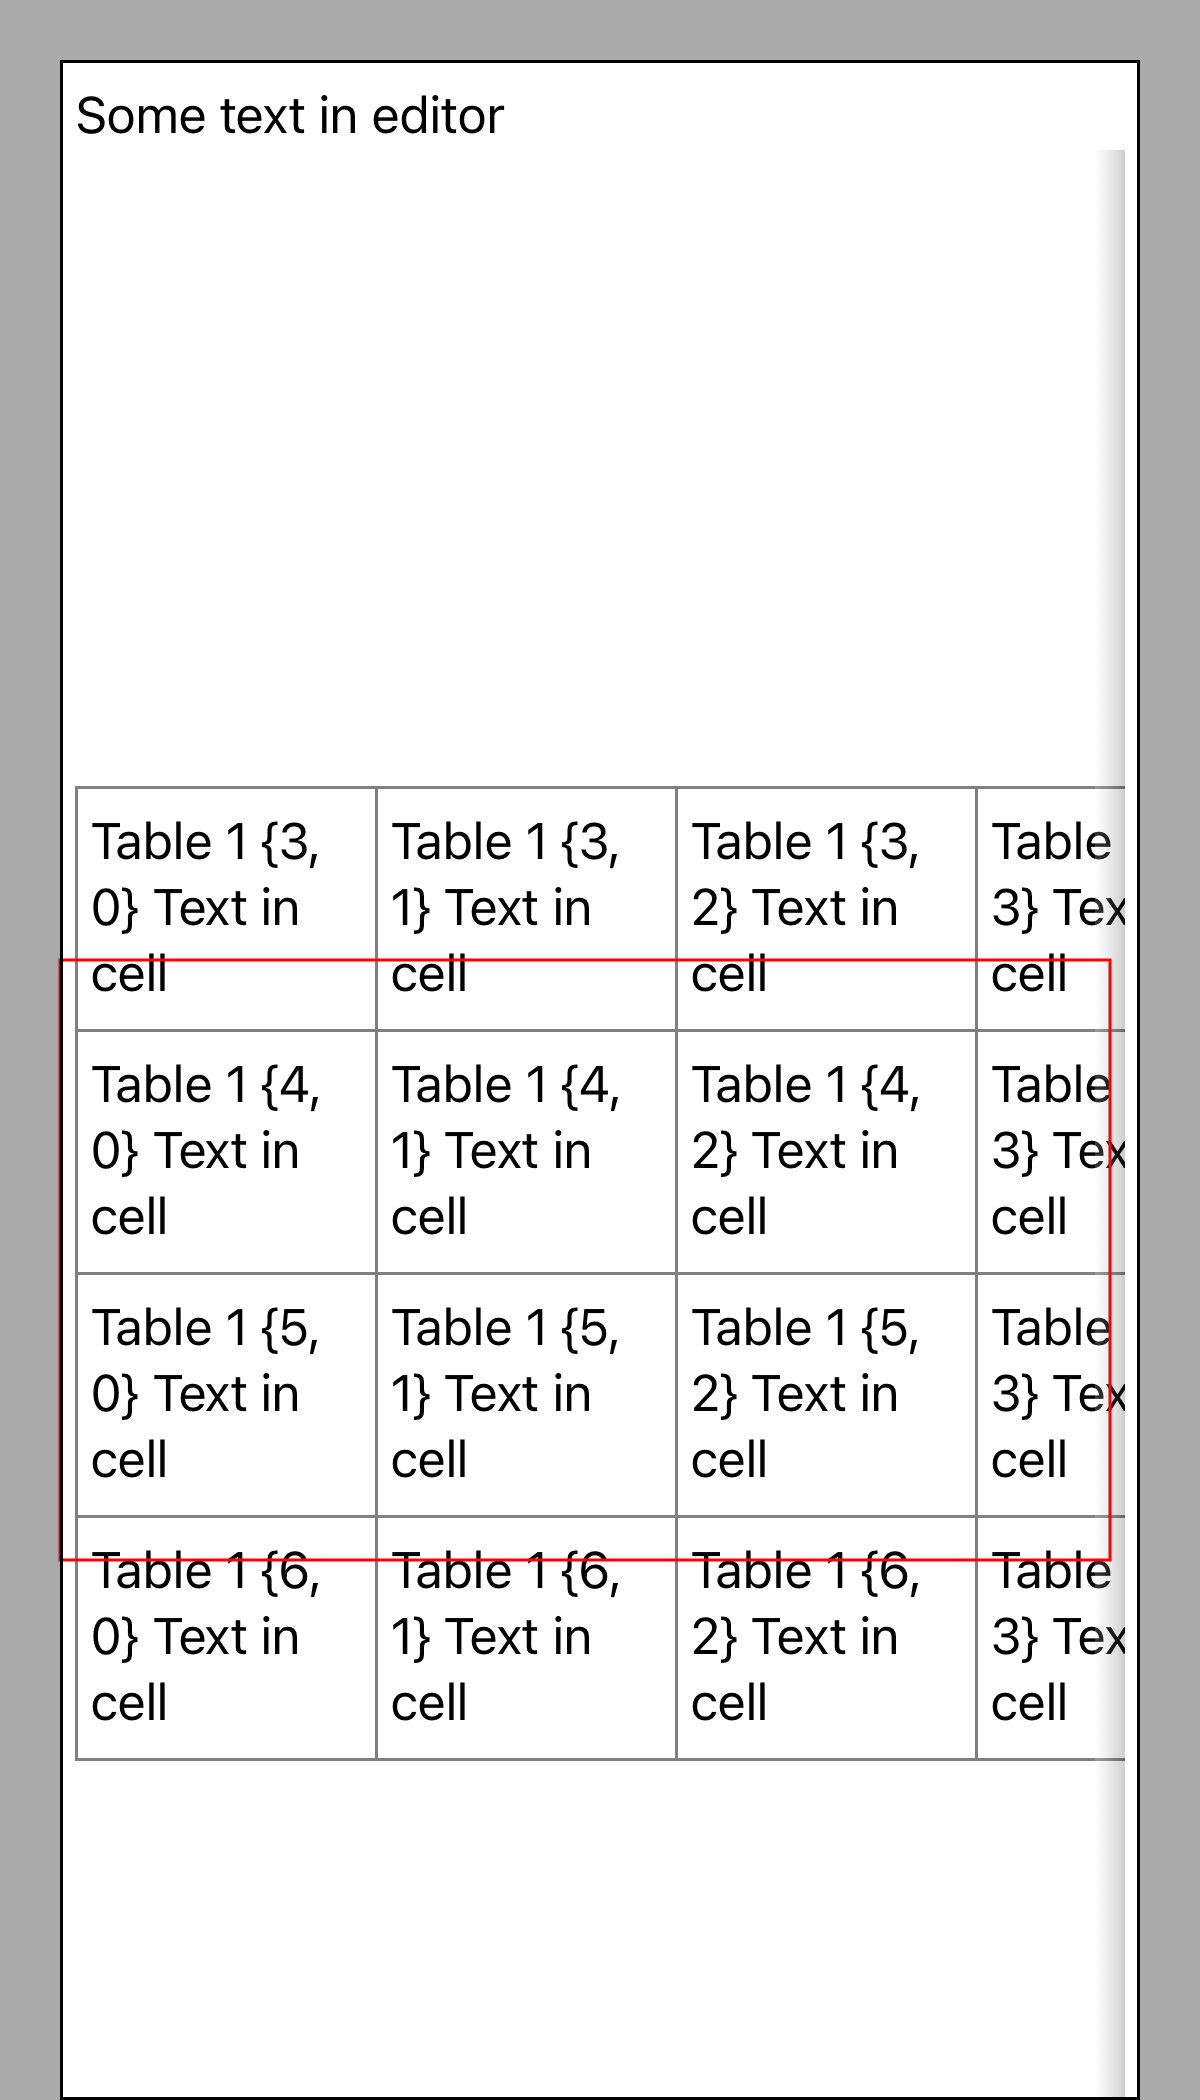 Some text in editor
Table 1 {3,
0} Text in
cell
Table 1 {3,
1} Text in
cell
Table 1 {3,
2} Text in
cell
Table
3} Tex
cell
Table 1 {4,
0} Text in
cell
Table 1 {4,
1} Text in
cell
Table 1 {4,
2} Text in
cell
Table
3} Tex
cell
Table 1 {5,
0} Text in
cell
Table 1 {5,
1} Text in
cell
Table 1 {5,
2} Text in
cell
Table
3} Tex
cell
Table 1 {6,
0} Text in
cell
Table 1 {6,
1} Text in
cell
Table 1 {6,
2} Text in
cell
Table
3} Tex
cell